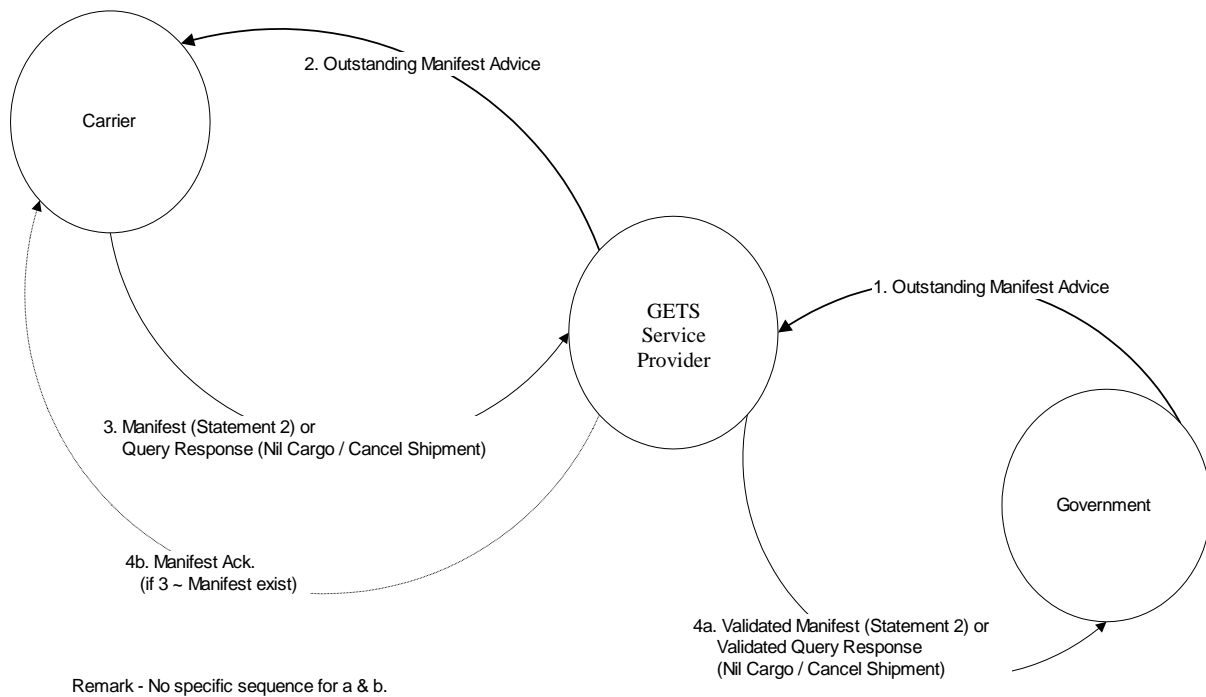 2. Outstanding Manifest Advice
Carrier
1. Outstanding Manifest Advice
GETS
Service
Provider
3. Manifest (Statement 2) or
Query Response (Nil Cargo / Cancel Shipment)
Government
4b. Manifest Ack.
(if 3 ~ Manifest exist)
4a. Validated Manifest (Statement 2) or
Validated Query Response
(Nil Cargo / Cancel Shipment)
Remark - No specific sequence for a & b.